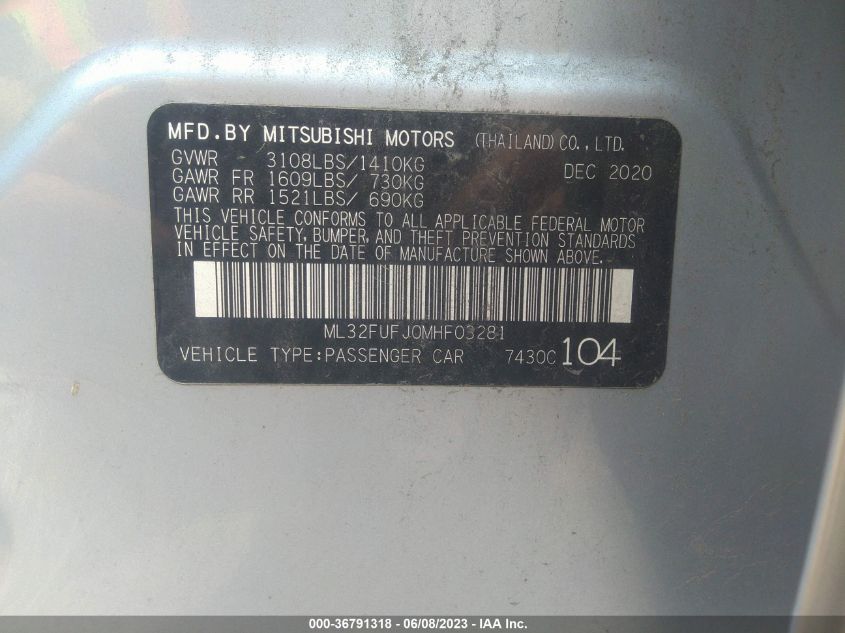 MFD.BY MITSUBISHI MOTORS (THAILAND) CO., LTD.
GVWR 3108LBS/1410KG DEC 2020
GAWR FR 1609LBS/ 730KG
GAWR RR 1521LBS/ 690KG
THIS VEHICLE CONFORMS TO ALL APPLICABLE FEDERAL MOTOR
VEHICLE SAFETY, BUMPER, AND THEFT PREVENTION STANDARDS
IN EFFECT ON THE DATE OF MANUFACTURE SHOWN ABOVE.
ML32FUFJ0MHF03281
VEHICLE TYPE:PASSENGER CAR 7430C 104
000-36791318 - 06/08/2023 - IAA Inc.